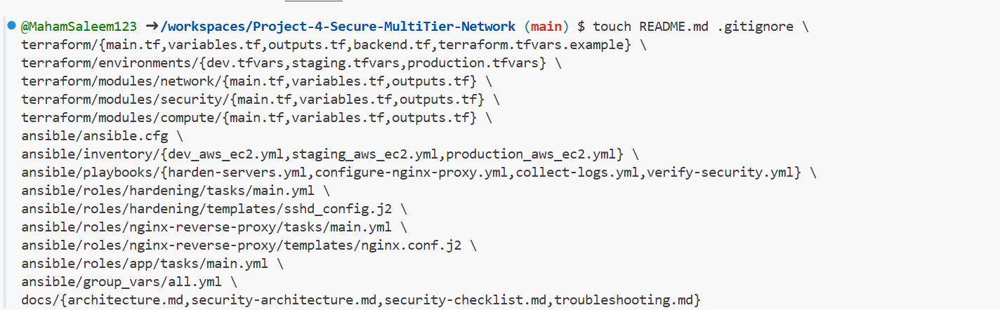 @MahamSaleem123 ➜/workspaces/Project-4-Secure-MultiTier-Network (main) $ touch README.md .gitignore \
terraform/{main.tf,variables.tf,outputs.tf,backend.tf,terraform.tfvars.example} \
terraform/environments/{dev.tfvars,staging.tfvars,production.tfvars} \
terraform/modules/network/{main.tf,variables.tf,outputs.tf} \
terraform/modules/security/{main.tf,variables.tf,outputs.tf} \
terraform/modules/compute/{main.tf,variables.tf,outputs.tf} \
ansible/ansible.cfg \
ansible/inventory/{dev_aws_ec2.yml,staging_aws_ec2.yml,production_aws_ec2.yml} \
ansible/playbooks/{harden-servers.yml,configure-nginx-proxy.yml,collect-logs.yml,verify-security.yml} \
ansible/roles/hardening/tasks/main.yml \
ansible/roles/hardening/templates/sshd_config.j2 \
ansible/roles/nginx-reverse-proxy/tasks/main.yml \
ansible/roles/nginx-reverse-proxy/templates/nginx.conf.j2 \
ansible/roles/app/tasks/main.yml \
ansible/group_vars/all.yml \
docs/{architecture.md,security-architecture.md,security-checklist.md,troubleshooting.md}